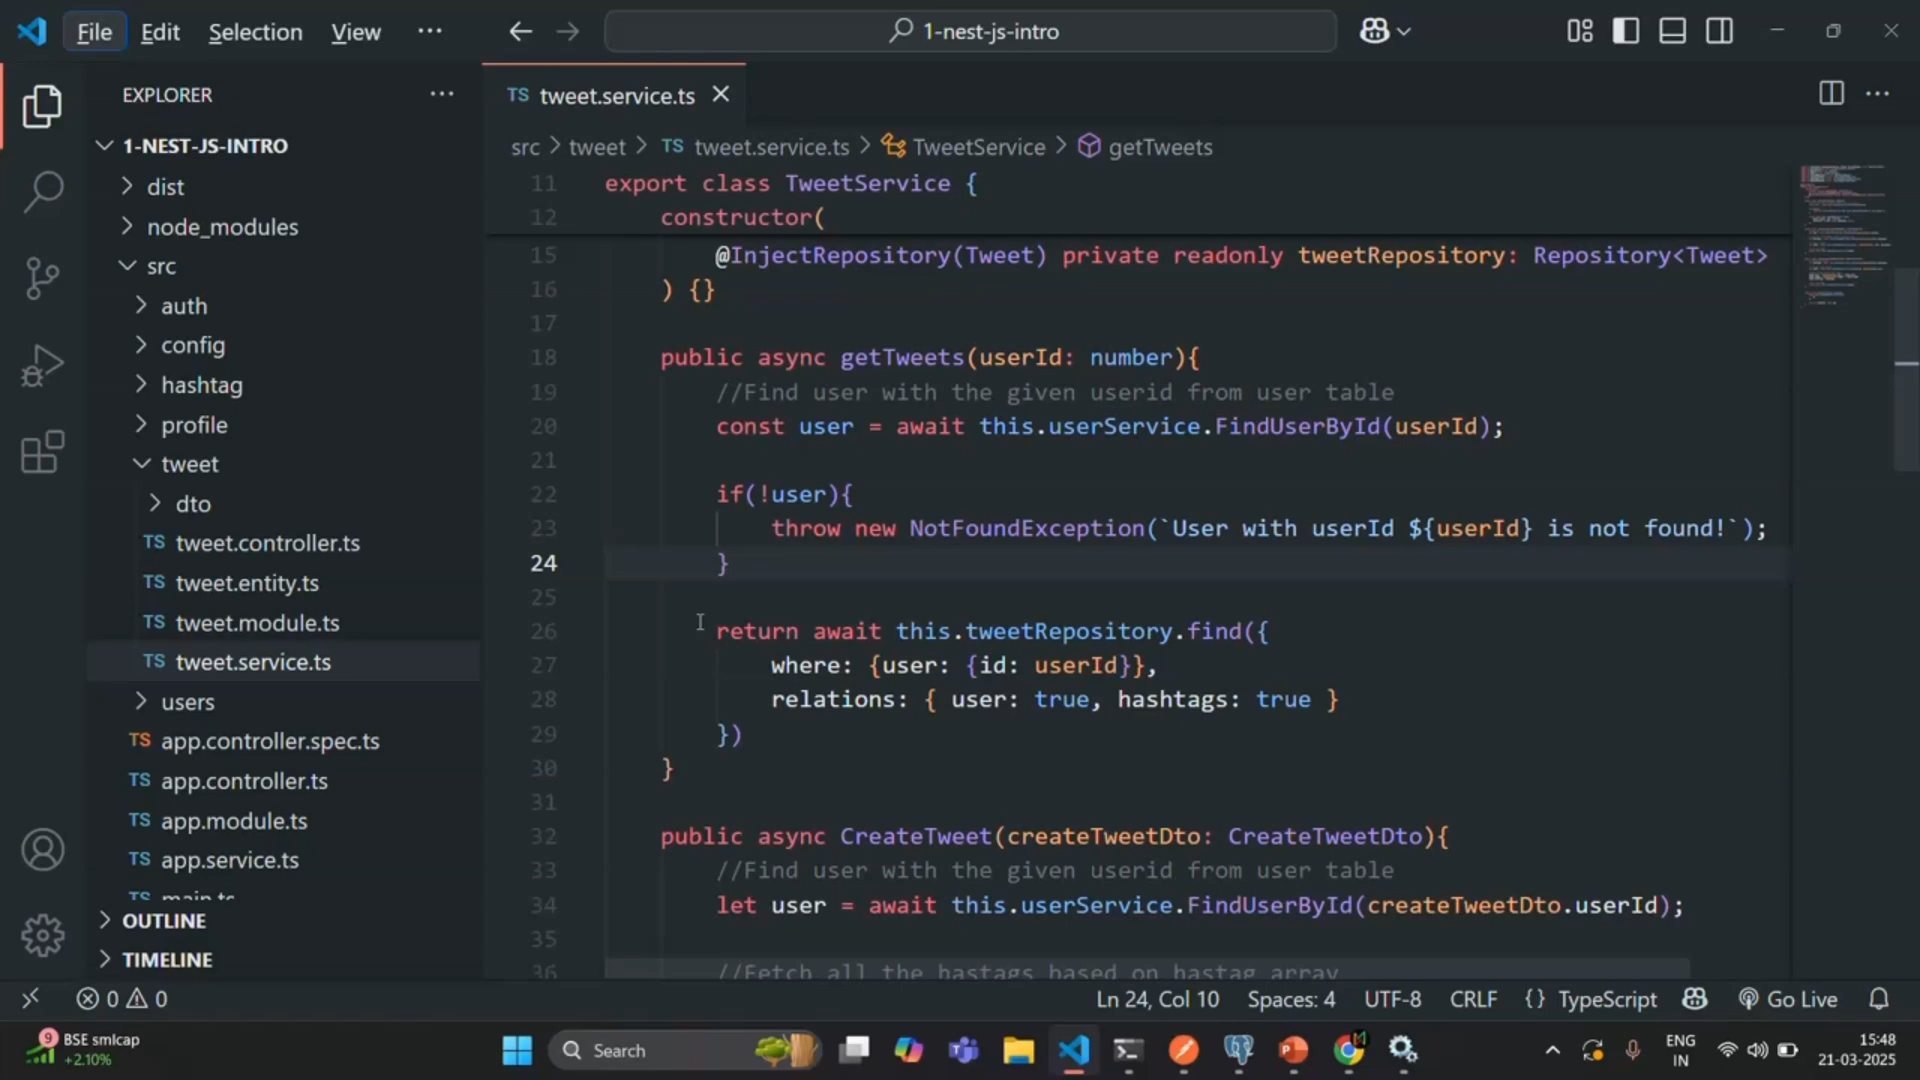 File Edit Selection View ··· 1-nest-js-intro
EXPLORER ···
1-NEST-JS-INTRO
dist
node_modules
src
auth
config
hashtag
profile
tweet
dto
TS tweet.controller.ts
TS tweet.entity.ts
TS tweet.module.ts
TS tweet.service.ts
users
TS app.controller.spec.ts
TS app.controller.ts
TS app.module.ts
TS app.service.ts
TS main.ts
OUTLINE
TIMELINE
TS tweet.service.ts
src > tweet > TS tweet.service.ts > TweetService > getTweets
11 export class TweetService {
12 constructor(
15 @InjectRepository(Tweet) private readonly tweetRepository: Repository<Tweet>
16 ) {}
17
18 public async getTweets(userId: number){
19 //Find user with the given userid from user table
20 const user = await this.userService.FindUserById(userId);
21
22 if(!user){
23 throw new NotFoundException(`User with userId ${userId} is not found!`);
24 }
25
26 return await this.tweetRepository.find({
27 where: {user: {id: userId}},
28 relations: { user: true, hashtags: true }
29 })
30 }
31
32 public async CreateTweet(createTweetDto: CreateTweetDto){
33 //Find user with the given userid from user table
34 let user = await this.userService.FindUserById(createTweetDto.userId);
35
36 //Fetch all the hastags based on hastag array
0 0 Ln 24, Col 10 Spaces: 4 UTF-8 CRLF {} TypeScript Go Live
9 BSE smlcap
+2.10%
Search
ENG
IN
15:48
21-03-2025